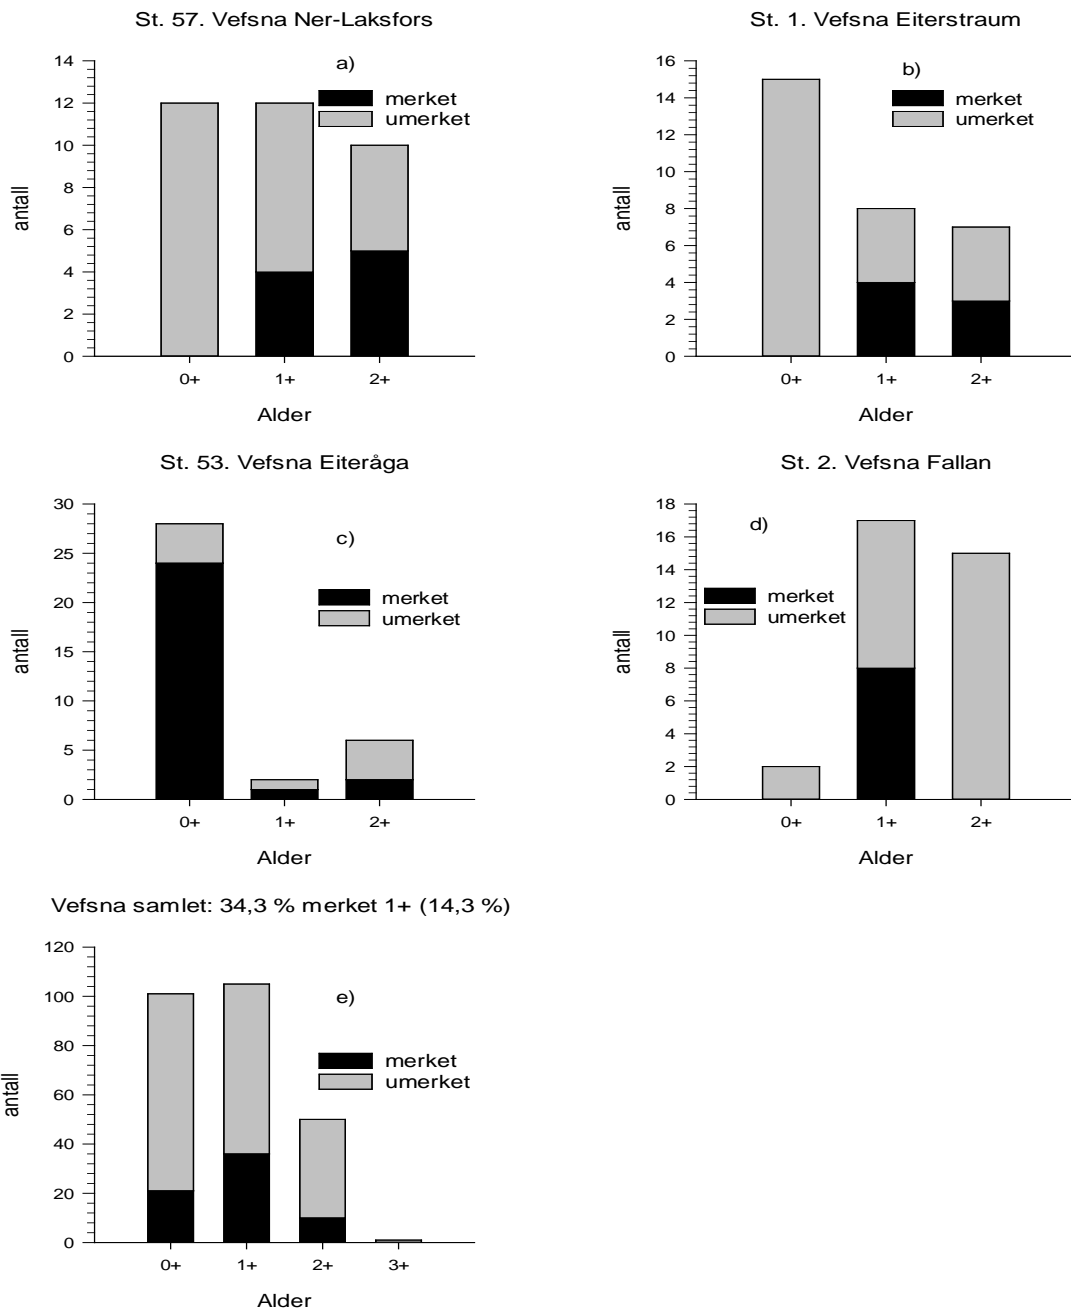 St. 57. Vefsna Ner-Laksfors
a)
merket
umerket
antall
14
12
10
8
6
4
2
0
0+ 1+ 2+
Alder
St. 1. Vefsna Eiterstraum
b)
merket
umerket
antall
16
14
12
10
8
6
4
2
0
0+ 1+ 2+
Alder
St. 53. Vefsna Eiteråga
c)
merket
umerket
antall
30
25
20
15
10
5
0
0+ 1+ 2+
Alder
St. 2. Vefsna Fallan
d)
merket
umerket
antall
18
16
14
12
10
8
6
4
2
0
0+ 1+ 2+
Alder
Vefsna samlet: 34,3 % merket 1+ (14,3 %)
e)
merket
umerket
antall
120
100
80
60
40
20
0
0+ 1+ 2+ 3+
Alder